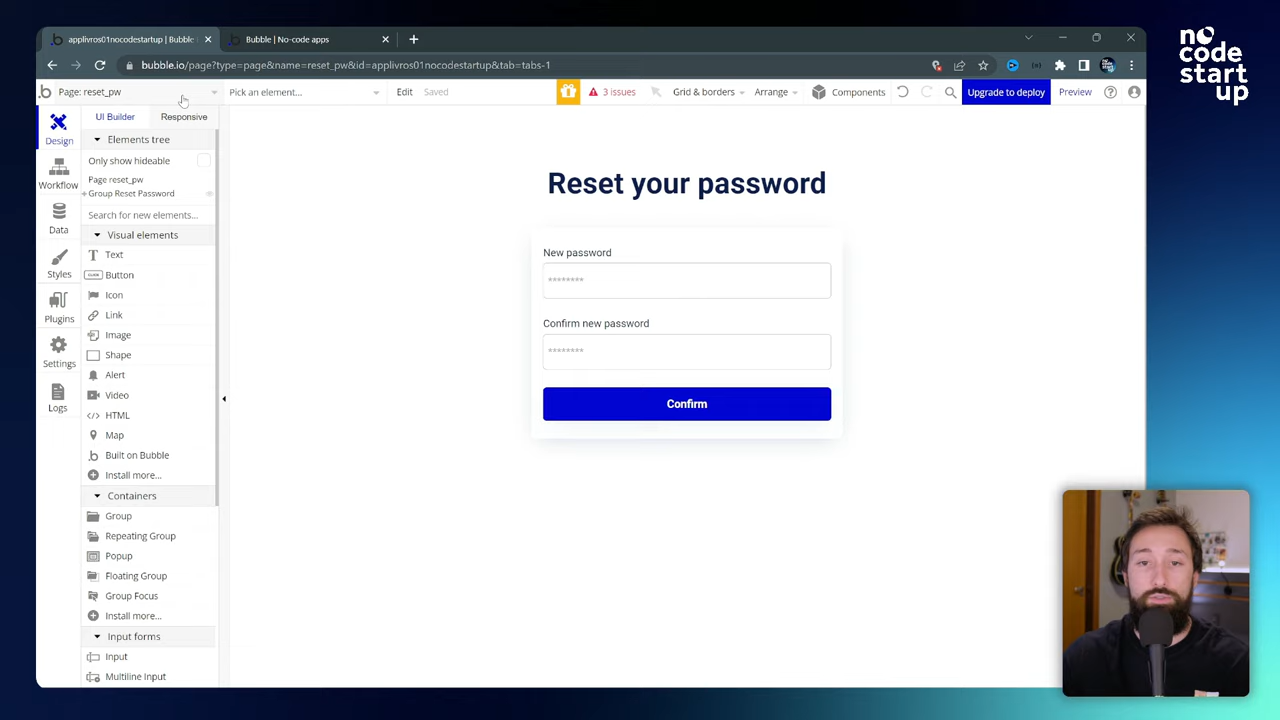 applivros01nocodestartup | Bubble
Bubble | No-code apps
bubble.io/page?type=page&name=reset_pw&id=applivros01nocodestartup&tab=tabs-1
Page: reset_pw
Pick an element...
Edit
Saved
3 issues
Grid & borders
Arrange
Components
Upgrade to deploy
Preview
no
code
start
up
Design
Workflow
Data
Styles
Plugins
Settings
Logs
UI Builder
Responsive
Elements tree
Only show hideable
Page reset_pw
Group Reset Password
Search for new elements...
Visual elements
Text
CLICK
Button
Icon
Link
Image
Shape
Alert
Video
HTML
Map
Built on Bubble
Install more...
Containers
Group
Repeating Group
Popup
Floating Group
Group Focus
Install more...
Input forms
Input
Multiline Input
Reset your password
New password
********
Confirm new password
********
Confirm